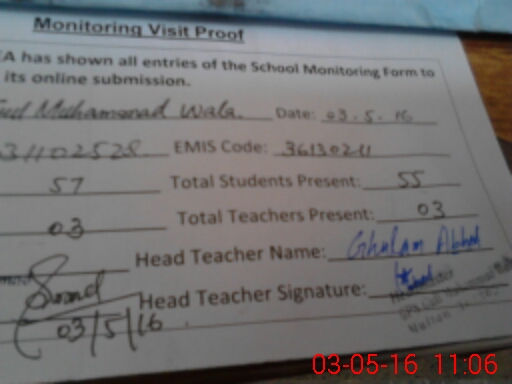 Monitoring Visit Proof
EA has shown all entries of the School Monitoring Form to
its online submission.
Muhammad Wala. Date: 03.5.16
31102528 EMIS Code: 36130211
57 Total Students Present: 55
03 Total Teachers Present: 03
Head Teacher Name: Ghulam Abbas
Head Teacher Signature:
03/5/16
03-05-16 11:06